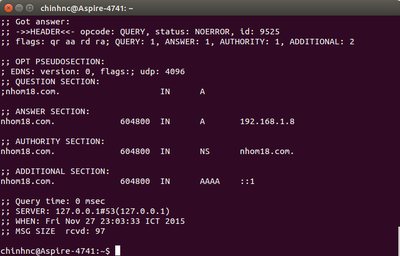 chinhnc@Aspire-4741: ~
;; Got answer:
;; ->>HEADER<<- opcode: QUERY, status: NOERROR, id: 9525
;; flags: qr aa rd ra; QUERY: 1, ANSWER: 1, AUTHORITY: 1, ADDITIONAL: 2
;; OPT PSEUDOSECTION:
; EDNS: version: 0, flags:; udp: 4096
;; QUESTION SECTION:
;nhom18.com. IN A
;; ANSWER SECTION:
nhom18.com. 604800 IN A 192.168.1.8
;; AUTHORITY SECTION:
nhom18.com. 604800 IN NS nhom18.com.
;; ADDITIONAL SECTION:
nhom18.com. 604800 IN AAAA ::1
;; Query time: 0 msec
;; SERVER: 127.0.0.1#53(127.0.0.1)
;; WHEN: Fri Nov 27 23:03:33 ICT 2015
;; MSG SIZE rcvd: 97
chinhnc@Aspire-4741:~$